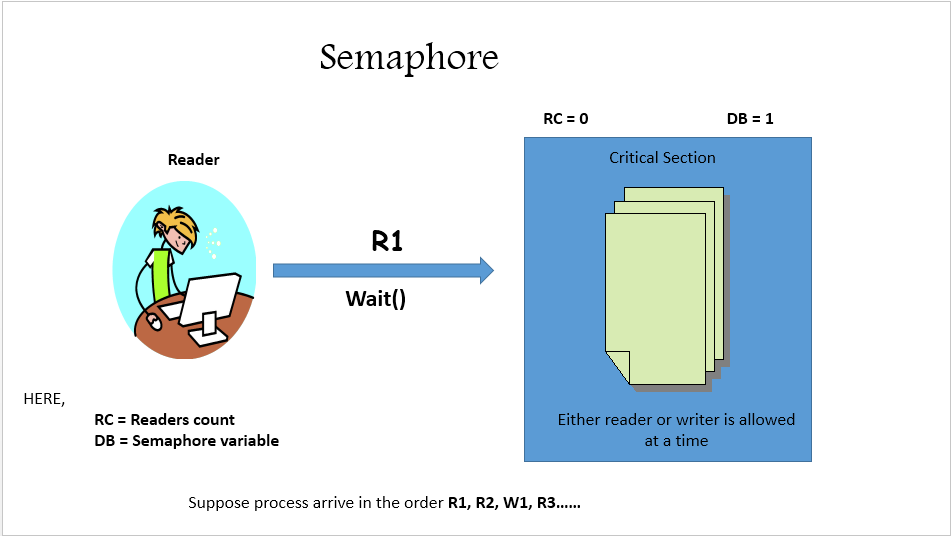 Semaphore
RC = 0
DB = 1
Reader
Critical Section
R1
Wait()
HERE,
RC = Readers count
DB = Semaphore variable
Either reader or writer is allowed
at a time
Suppose process arrive in the order R1, R2, W1, R3......